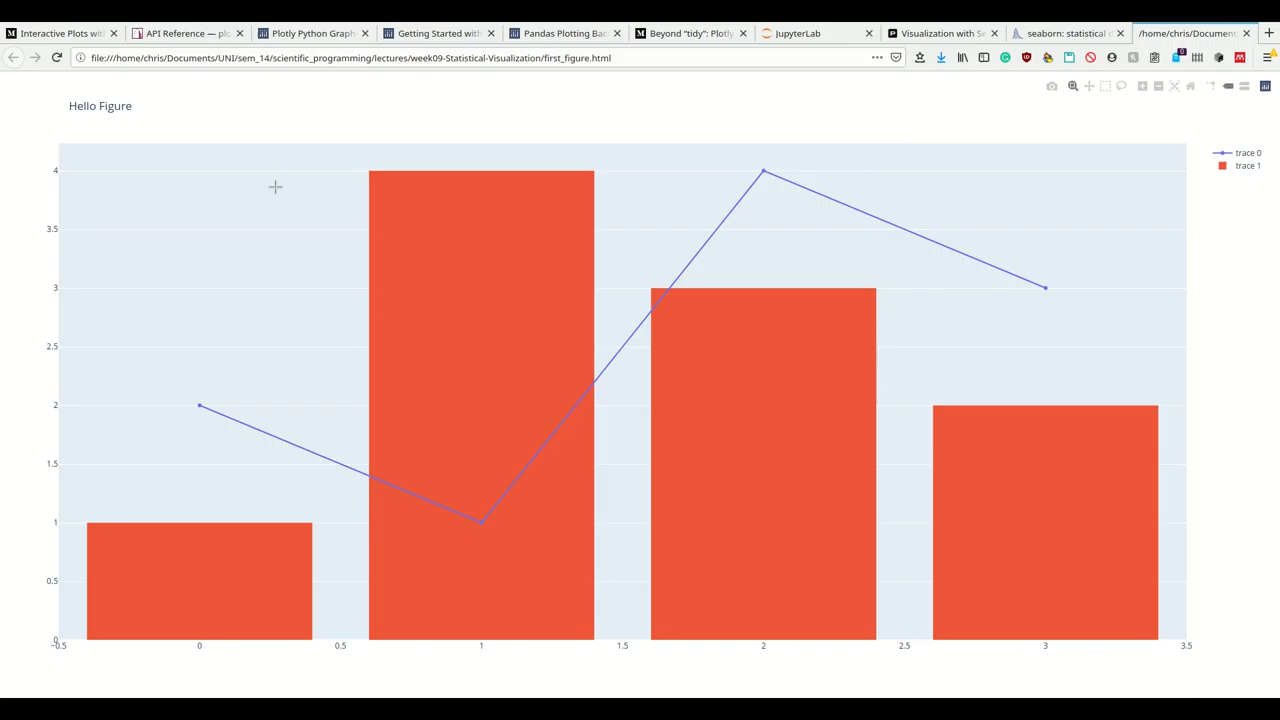 Interactive Plots wit
API Reference — plo
Plotly Python Graph
Getting Started with
Pandas Plotting Bac
Beyond "tidy": Plotly
JupyterLab
Visualization with Se
seaborn: statistical d
/home/chris/Document
file:///home/chris/Documents/UNI/sem_14/scientific_programming/lectures/week09-Statistical-Visualization/first_figure.html
Hello Figure
trace 0
trace 1
4
3.5
3
2.5
2
1.5
1
0.5
0
−0.5 0 0.5 1 1.5 2 2.5 3 3.5